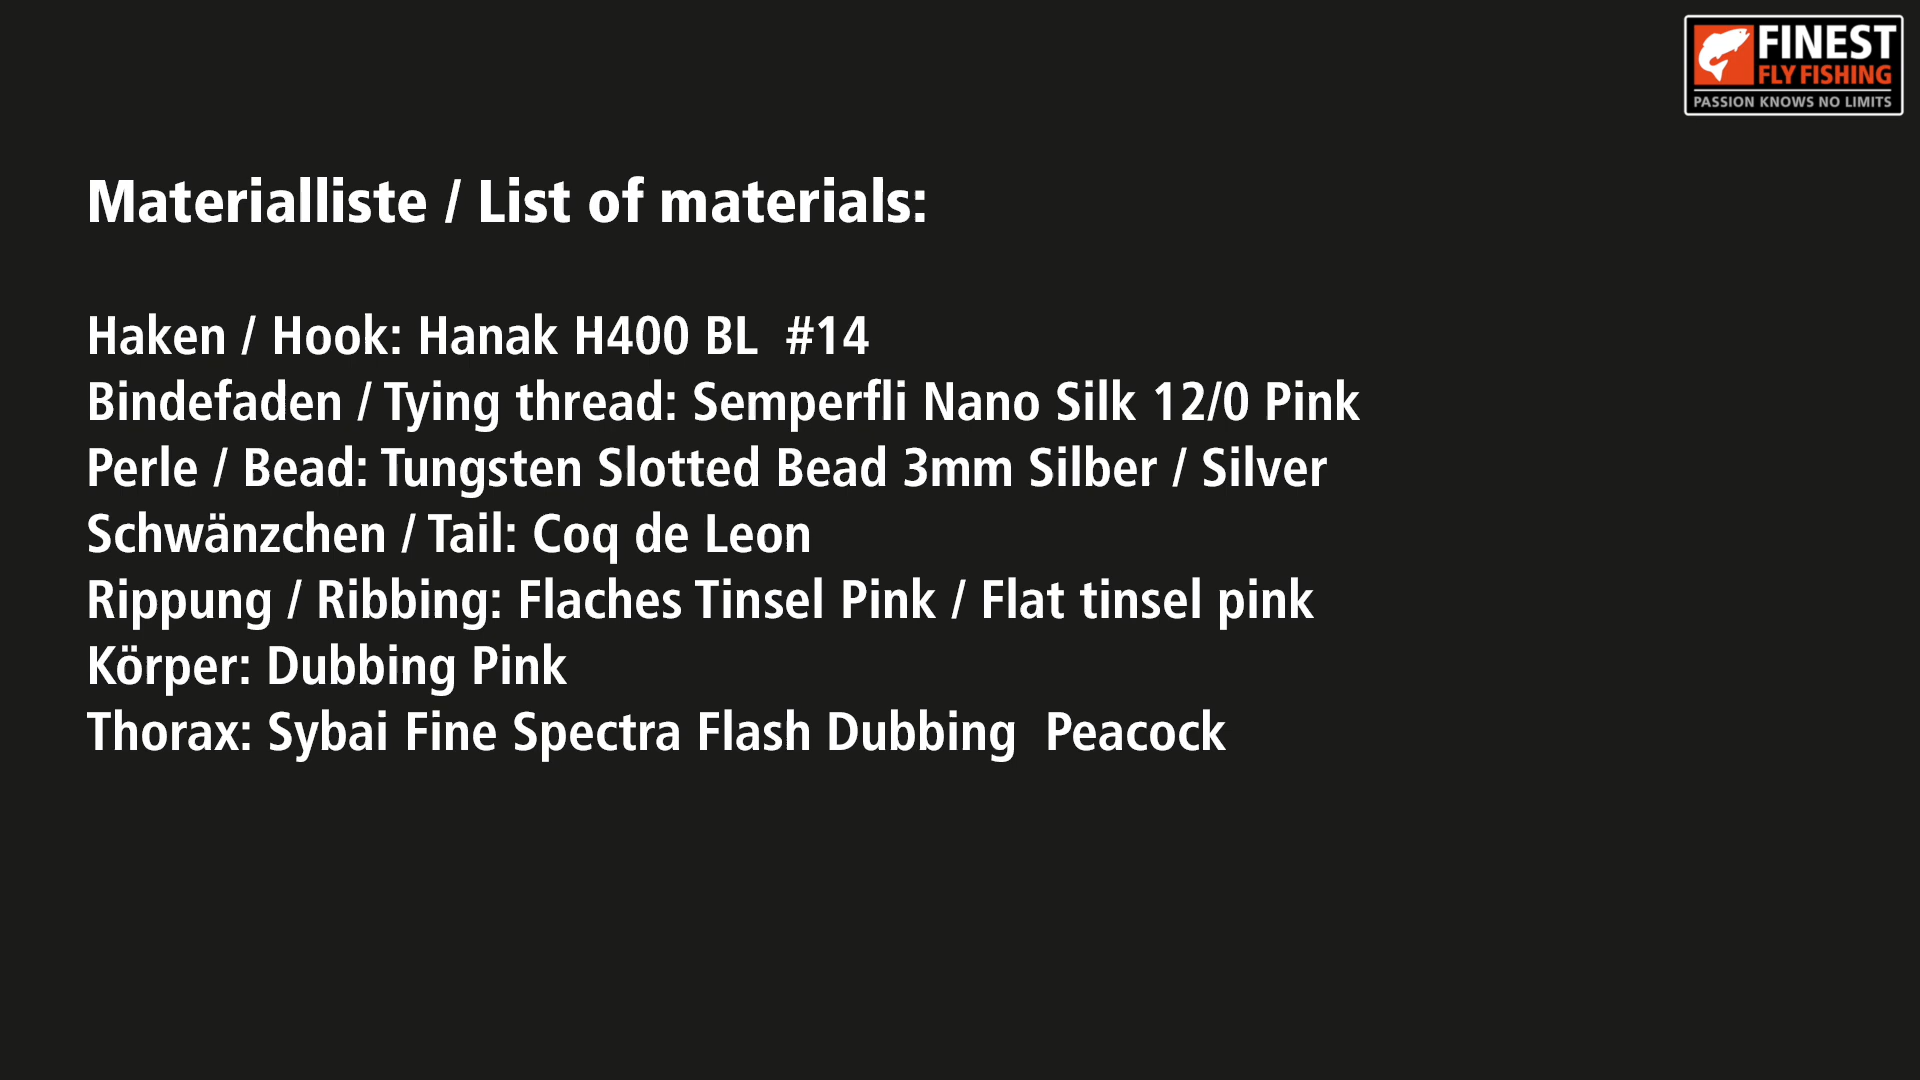 FINEST
FLY FISHING
PASSION KNOWS NO LIMITS
Materialliste / List of materials:
Haken / Hook: Hanak H400 BL  #14
Bindefaden / Tying thread: Semperfli Nano Silk 12/0 Pink
Perle / Bead: Tungsten Slotted Bead 3mm Silber / Silver
Schwänzchen / Tail: Coq de Leon
Rippung / Ribbing: Flaches Tinsel Pink / Flat tinsel pink
Körper: Dubbing Pink
Thorax: Sybai Fine Spectra Flash Dubbing  Peacock